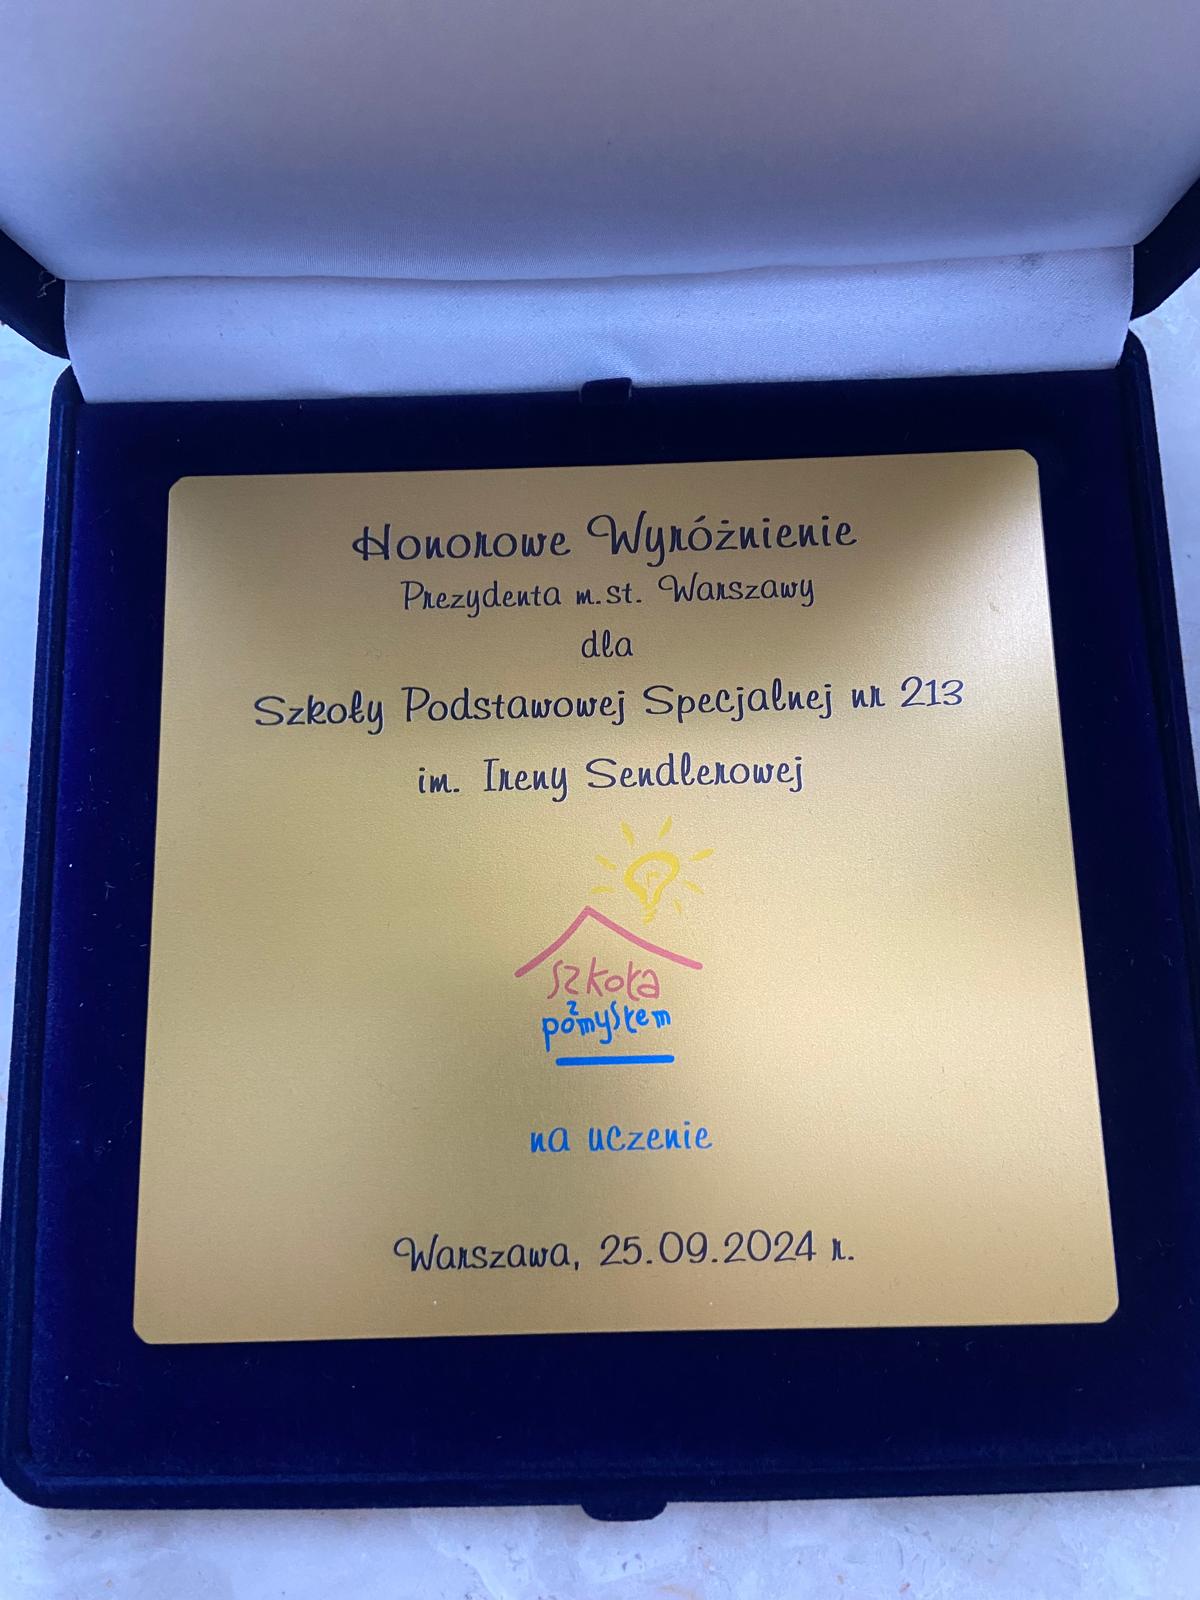 Honorowe Wyróżnienie
Prezydenta m.st. Warszawy
dla
Szkoły Podstawowej Specjalnej nr 213
im. Ireny Sendlerowej
szkoła
z
pomysłem
na uczenie
Warszawa, 25.09.2024 r.